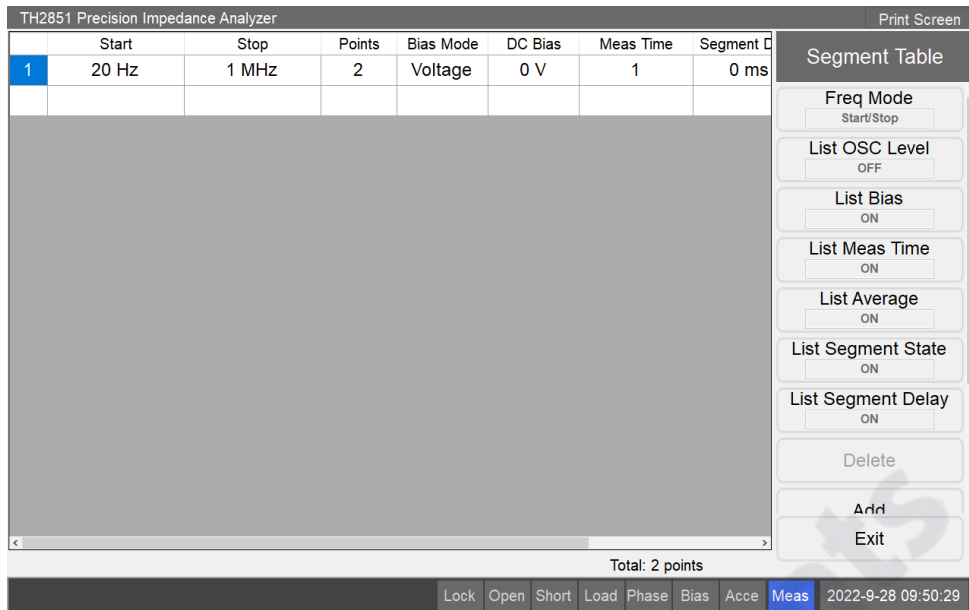 TH2851 Precision Impedance Analyzer Print Screen
Start Stop Points Bias Mode DC Bias Meas Time Segment D
1 20 Hz 1 MHz 2 Voltage 0 V 1 0 ms
Segment Table
Freq Mode
Start/Stop
List OSC Level
OFF
List Bias
ON
List Meas Time
ON
List Average
ON
List Segment State
ON
List Segment Delay
ON
Delete
Add
Exit
Total: 2 points
Lock Open Short Load Phase Bias Acce Meas 2022-9-28 09:50:29